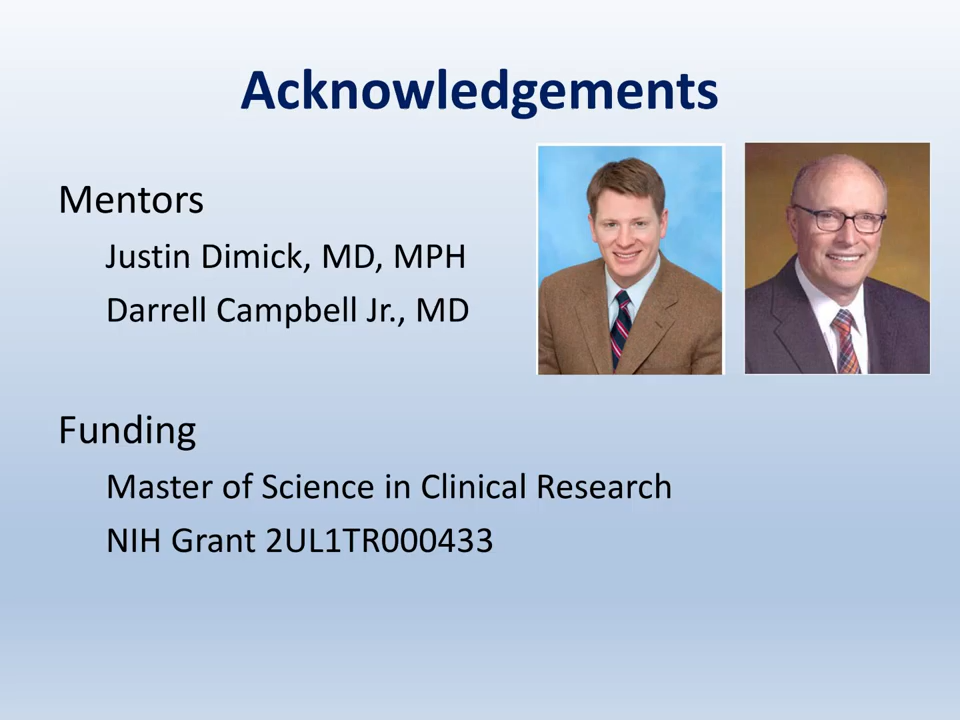 Acknowledgements
Mentors
Justin Dimick, MD, MPH
Darrell Campbell Jr., MD
Funding
Master of Science in Clinical Research
NIH Grant 2UL1TR000433